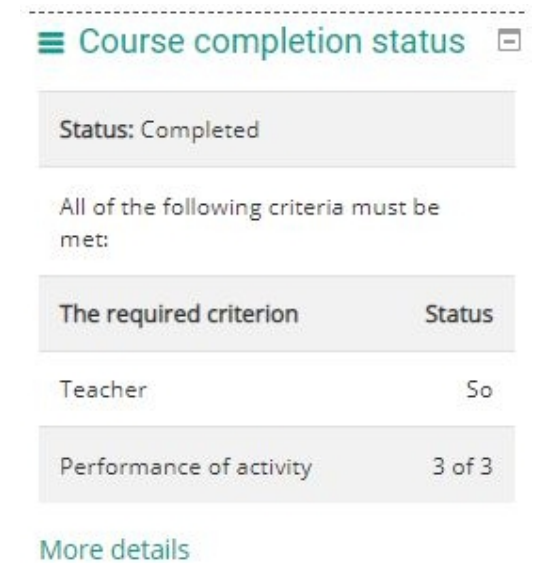 Course completion status
Status: Completed
All of the following criteria must be
met:
The required criterion Status
Teacher So
Performance of activity 3 of 3
More details